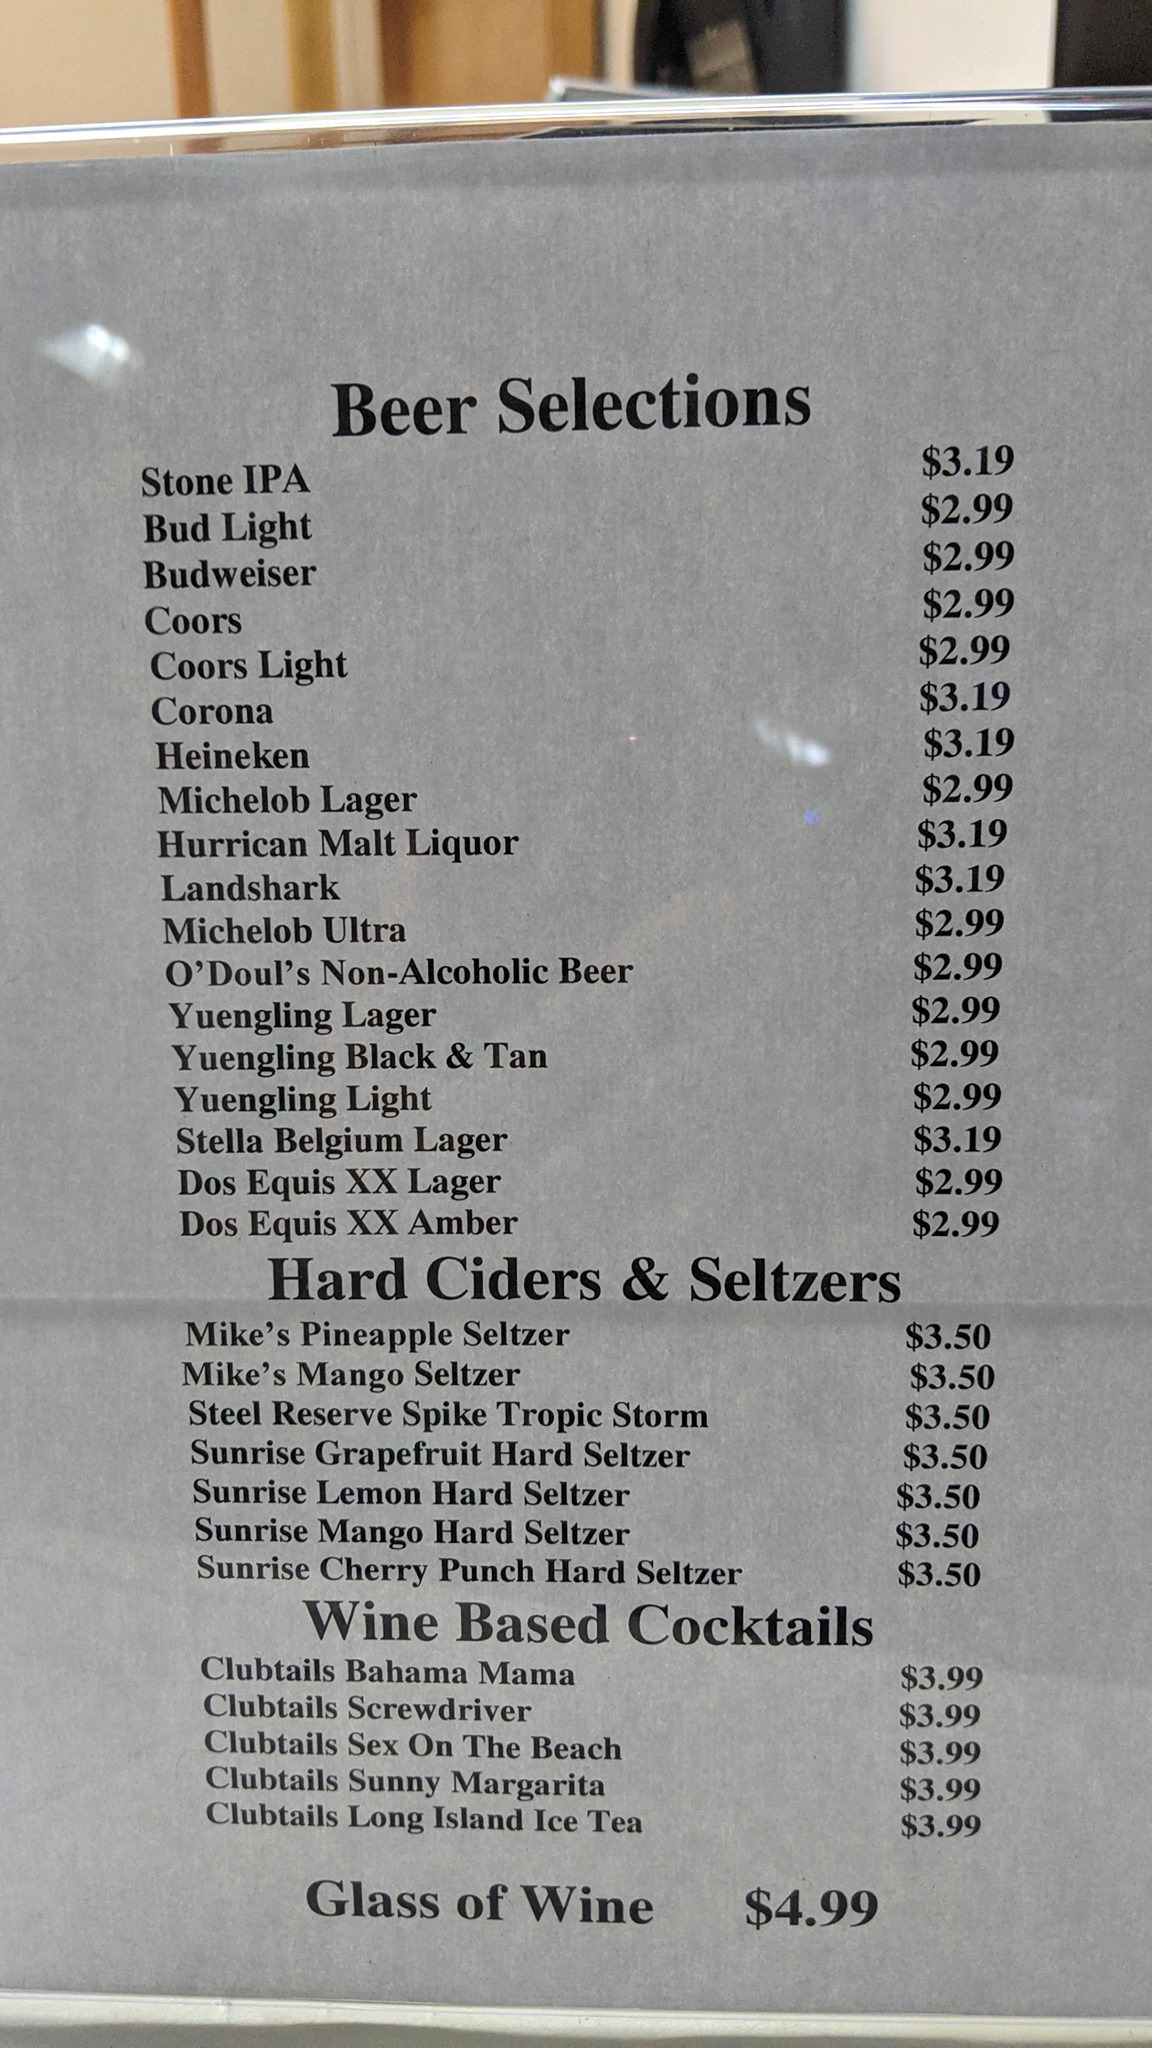 Beer Selections
Stone IPA $3.19
Bud Light $2.99
Budweiser $2.99
Coors $2.99
Coors Light $2.99
Corona $3.19
Heineken $3.19
Michelob Lager $2.99
Hurrican Malt Liquor $3.19
Landshark $3.19
Michelob Ultra $2.99
O'Doul's Non-Alcoholic Beer $2.99
Yuengling Lager $2.99
Yuengling Black & Tan $2.99
Yuengling Light $2.99
Stella Belgium Lager $3.19
Dos Equis XX Lager $2.99
Dos Equis XX Amber $2.99
Hard Ciders & Seltzers
Mike's Pineapple Seltzer $3.50
Mike's Mango Seltzer $3.50
Steel Reserve Spike Tropic Storm $3.50
Sunrise Grapefruit Hard Seltzer $3.50
Sunrise Lemon Hard Seltzer $3.50
Sunrise Mango Hard Seltzer $3.50
Sunrise Cherry Punch Hard Seltzer $3.50
Wine Based Cocktails
Clubtails Bahama Mama $3.99
Clubtails Screwdriver $3.99
Clubtails Sex On The Beach $3.99
Clubtails Sunny Margarita $3.99
Clubtails Long Island Ice Tea $3.99
Glass of Wine $4.99